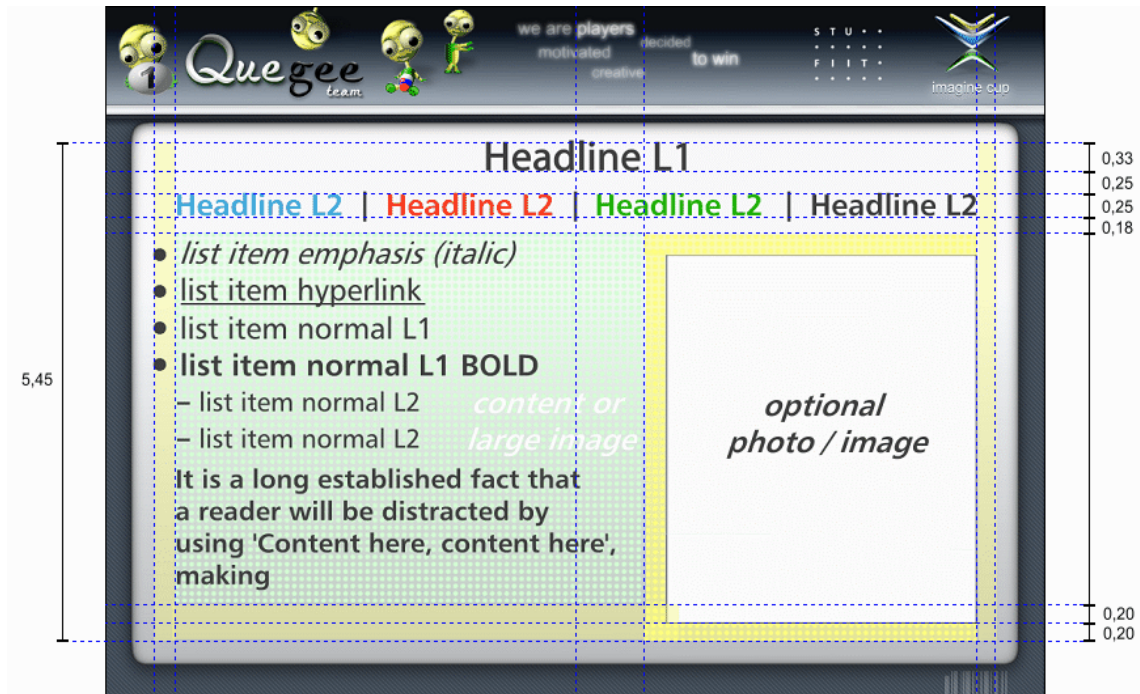 Quegee
team
1
we are players
decided
motivated
to win
creative
S T U
F I I T
imagine cup
Headline L1
Headline L2 | Headline L2 | Headline L2 | Headline L2
• list item emphasis (italic)
• list item hyperlink
• list item normal L1
• list item normal L1 BOLD
– list item normal L2
– list item normal L2
content or
large image
It is a long established fact that
a reader will be distracted by
using 'Content here, content here',
making
optional
photo / image
5,45
0,33
0,25
0,25
0,18
0,20
0,20